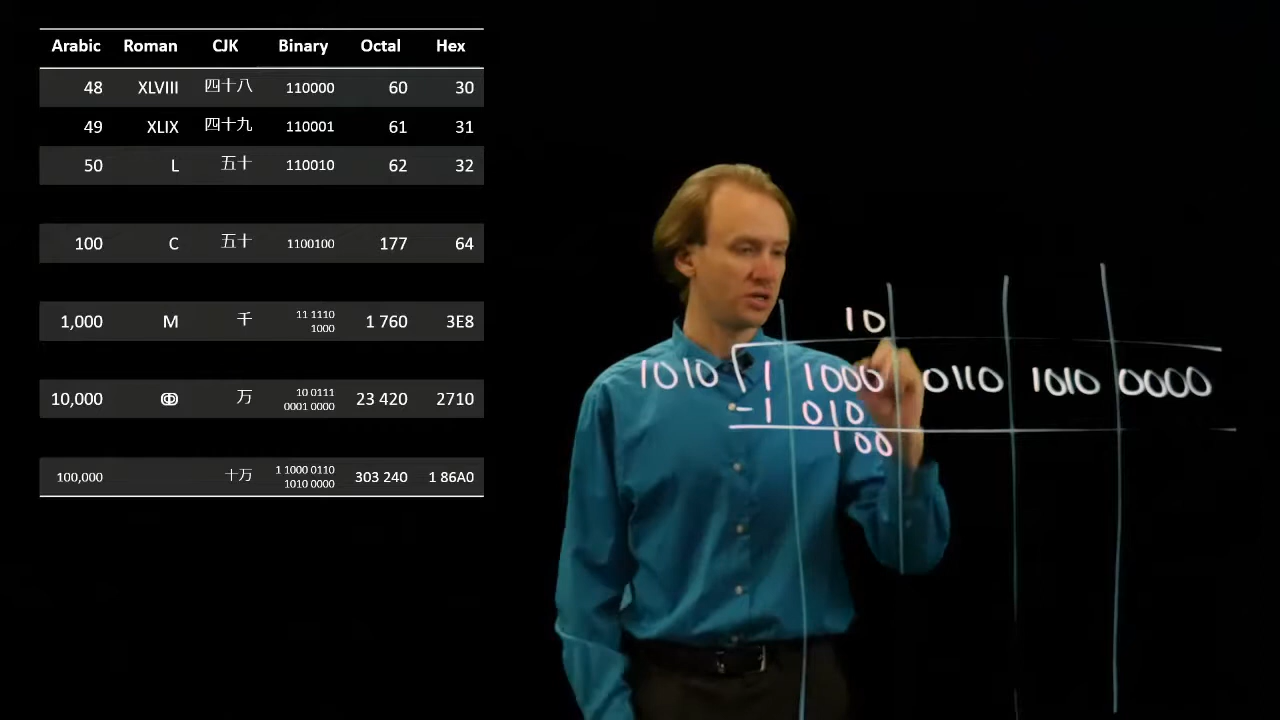 Arabic Roman CJK Binary Octal Hex
48 XLVIII 四十八 110000 60 30
49 XLIX 四十九 110001 61 31
50 L 五十 110010 62 32
100 C 五十 1100100 177 64
1,000 M 千 11 1110 1000 1 760 3E8
10,000 ↂ 万 10 0111 0001 0000 23 420 2710
100,000 十万 1 1000 0110 1010 0000 303 240 1 86A0
10
1010 1 1000 0110 1010 0000
-1 010
100